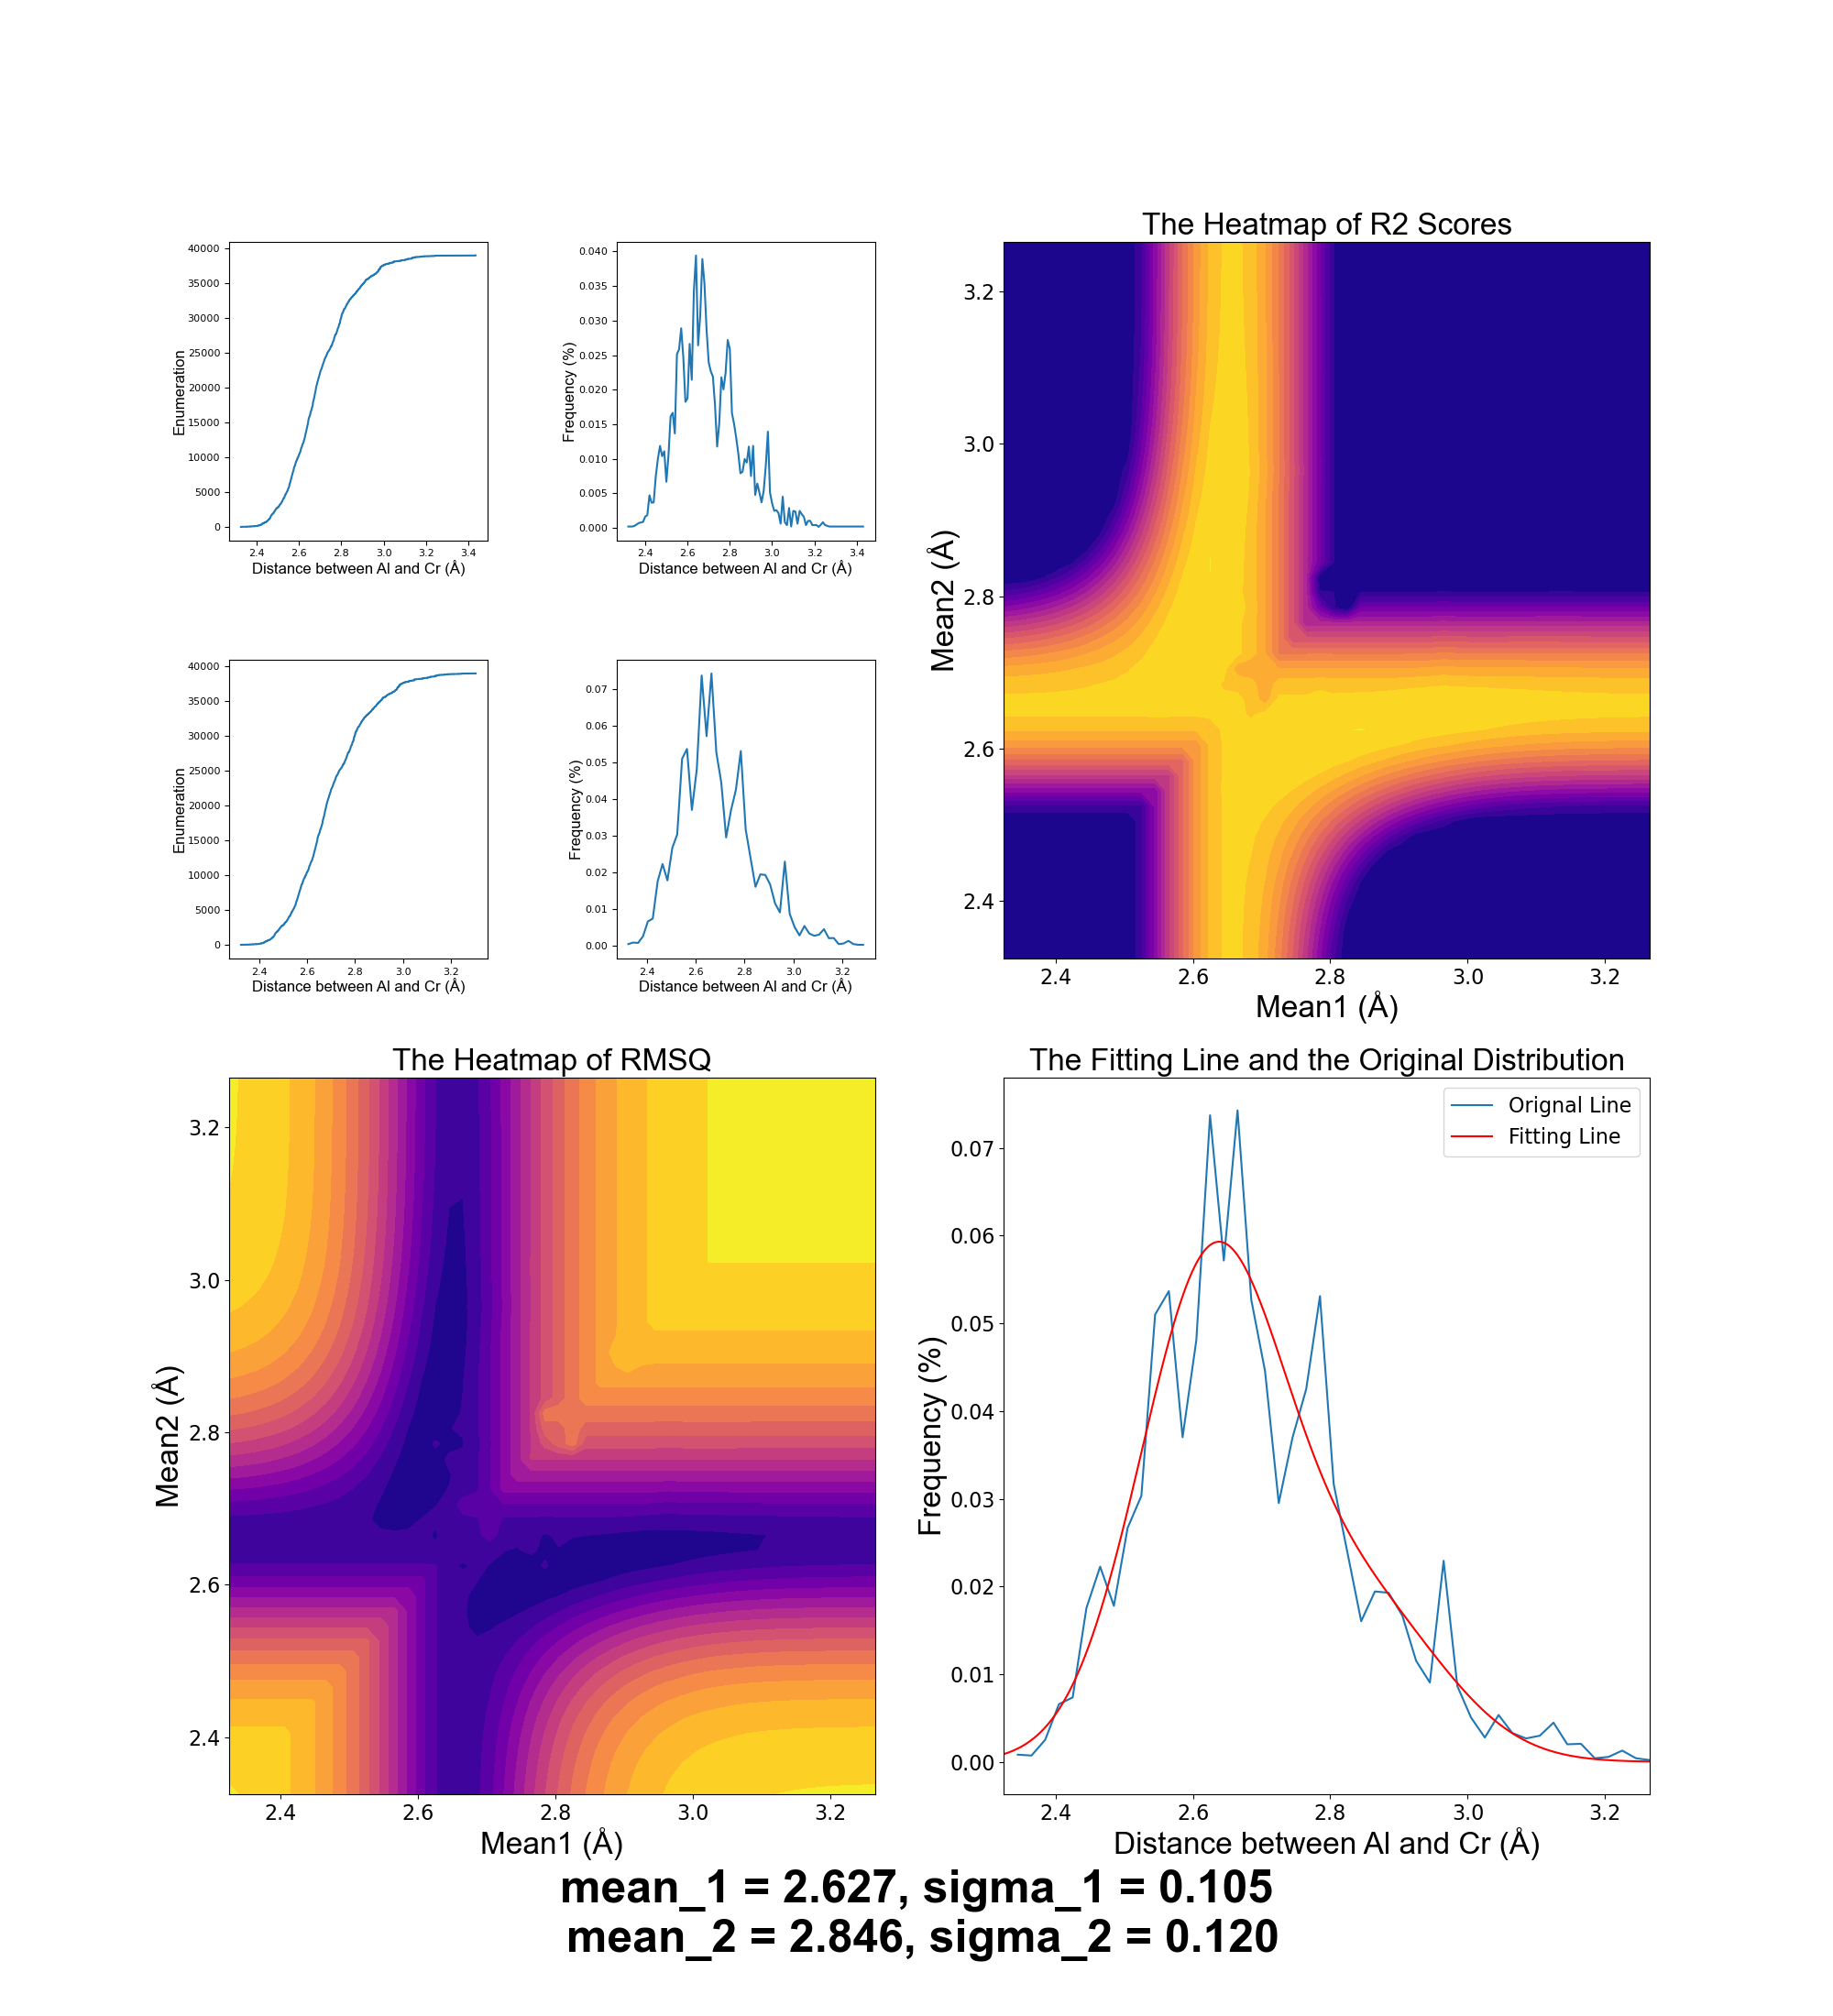 The Heatmap of R2 Scores
40000
35000
30000
25000
20000
15000
10000
5000
0
Enumeration
2.4 2.6 2.8 3.0 3.2 3.4
Distance between Al and Cr (Å)
0.040
0.035
0.030
0.025
0.020
0.015
0.010
0.005
0.000
Frequency (%)
2.4 2.6 2.8 3.0 3.2 3.4
Distance between Al and Cr (Å)
3.2
3.0
2.8
2.6
2.4
Mean2 (Å)
2.4 2.6 2.8 3.0 3.2
Mean1 (Å)
40000
35000
30000
25000
20000
15000
10000
5000
0
Enumeration
2.4 2.6 2.8 3.0 3.2
Distance between Al and Cr (Å)
0.07
0.06
0.05
0.04
0.03
0.02
0.01
0.00
Frequency (%)
2.4 2.6 2.8 3.0 3.2
Distance between Al and Cr (Å)
The Heatmap of RMSQ
3.2
3.0
2.8
2.6
2.4
Mean2 (Å)
2.4 2.6 2.8 3.0 3.2
Mean1 (Å)
The Fitting Line and the Original Distribution
Orignal Line
Fitting Line
0.07
0.06
0.05
0.04
0.03
0.02
0.01
0.00
Frequency (%)
2.4 2.6 2.8 3.0 3.2
Distance between Al and Cr (Å)
mean_1 = 2.627, sigma_1 = 0.105
mean_2 = 2.846, sigma_2 = 0.120